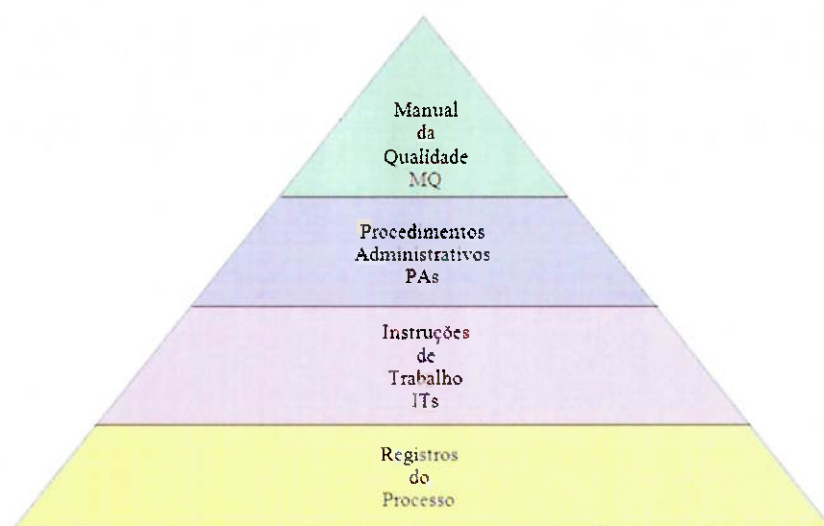 Manual
da
Qualidade
MQ
Procedimentos
Administrativos
PAs
Instruções
de
Trabalho
ITs
Registros
do
Processo